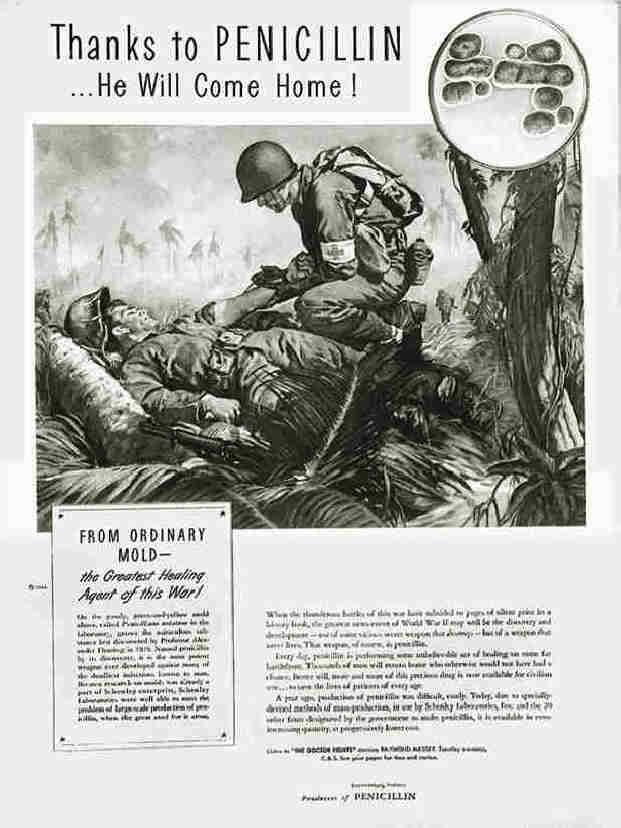 Thanks to PENICILLIN
...He Will Come Home!
FROM ORDINARY
MOLD—
the Greatest Healing
Agent of this War!
On the gaudy, green-and-yellow mold
above, called Penicillium notatum in the
laboratory, grows the miraculous sub-
stance first discovered by Professor Alex-
ander Fleming in 1928. Named penicillin
by its discoverer, it is the most potent
weapon ever developed against many of
the deadliest infections known to man.
Because research on molds was already a
part of Schenley enterprise, Schenley
Laboratories were well able to meet the
problem of large-scale production of pen-
icillin, when the great need for it arose.
When the thunderous battles of this war have subsided to pages of silent print in a
history book, the greatest news event of World War II may well be the discovery and
development — not of some vicious secret weapon that destroys — but of a weapon that
saves lives. That weapon, of course, is penicillin.
Every day, penicillin is performing some unbelievable act of healing on some far
battlefront. Thousands of men will return home who otherwise would not have had a
chance. Better still, more and more of this precious drug is now available for civilian
use... to save the lives of patients of every age.
A year ago, production of penicillin was difficult, costly. Today, due to specially-
devised methods of mass-production, in use by Schenley Laboratories, Inc. and the 20
other firms designated by the government to make penicillin, it is available in ever-
increasing quantity, at progressively lower cost.
Listen to "THE DOCTOR FIGHTS" starring RAYMOND MASSEY. Tuesday evenings,
C.B.S. See your paper for time and station.
Producers of PENICILLIN